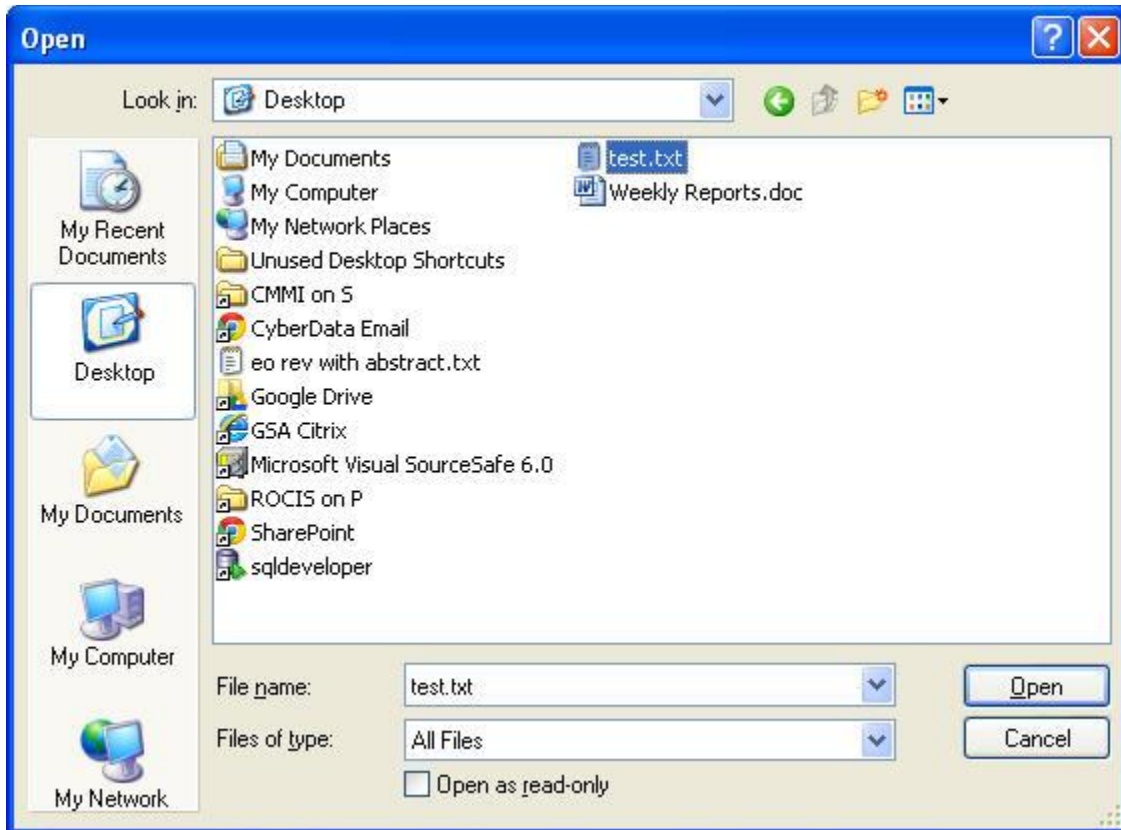 Open
Look in:
Desktop
My Recent
Documents
Desktop
My Documents
My Computer
My Network
My Documents
My Computer
My Network Places
Unused Desktop Shortcuts
CMMI on S
CyberData Email
eo rev with abstract.txt
Google Drive
GSA Citrix
Microsoft Visual SourceSafe 6.0
ROCIS on P
SharePoint
sqldeveloper
test.txt
Weekly Reports.doc
File name:
test.txt
Open
Files of type:
All Files
Cancel
Open as read-only